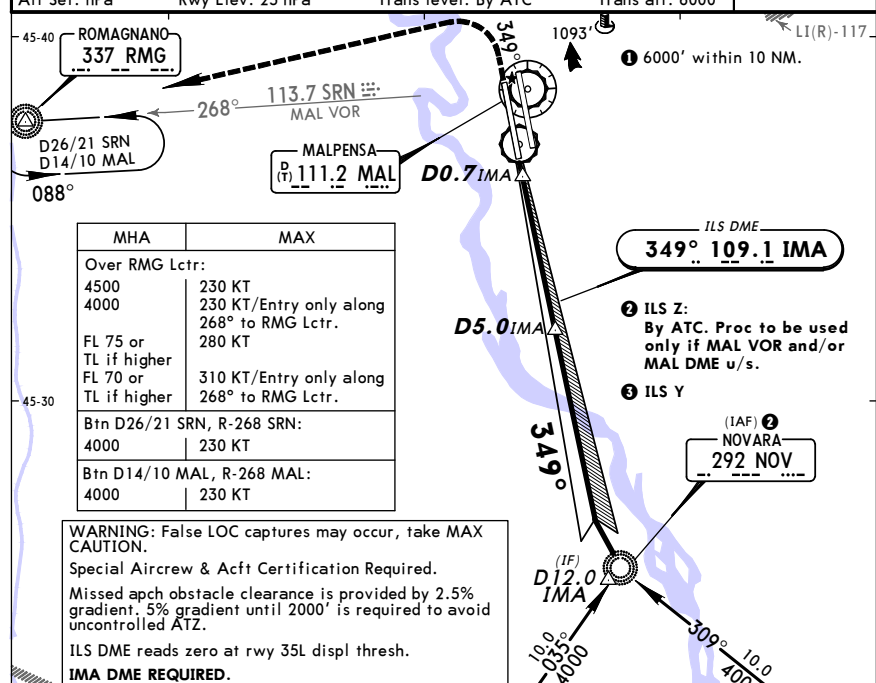 Alt Set: hPa Rwy Elev: 25 hPa Trans level: By ATC Trans alt: 6000'
45-40
ROMAGNANO
337 RMG
349°
1093'
LI(R)-117
❶ 6000' within 10 NM.
113.7 SRN
268°
MAL VOR
D26/21 SRN
D14/10 MAL
088°
MALPENSA
D
(T) 111.2 MAL
D0.7 IMA
ILS DME
349° 109.1 IMA
MHA MAX
Over RMG Lctr:
4500 230 KT
4000 230 KT/Entry only along
268° to RMG Lctr.
FL 75 or 280 KT
TL if higher
FL 70 or 310 KT/Entry only along
TL if higher 268° to RMG Lctr.
Btn D26/21 SRN, R-268 SRN:
4000 230 KT
Btn D14/10 MAL, R-268 MAL:
4000 230 KT
D5.0 IMA
❷ ILS Z:
By ATC. Proc to be used
only if MAL VOR and/or
MAL DME u/s.
❸ ILS Y
45-30
349°
(IAF) ❷
NOVARA
292 NOV
WARNING: False LOC captures may occur, take MAX
CAUTION.
Special Aircrew & Acft Certification Required.
Missed apch obstacle clearance is provided by 2.5%
gradient. 5% gradient until 2000' is required to avoid
uncontrolled ATZ.
ILS DME reads zero at rwy 35L displ thresh.
IMA DME REQUIRED.
(IF)
D12.0
IMA
10.0
035°
4000
309°
10.0